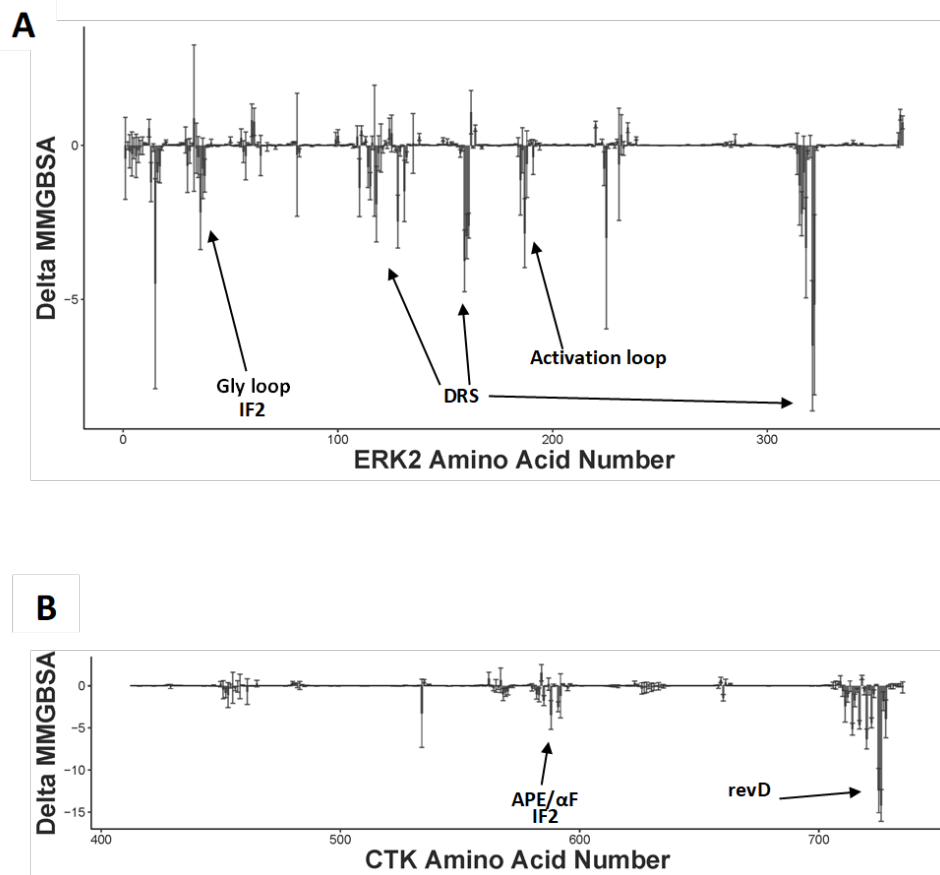 A
Delta MMGBSA
0
−5
Gly loop
IF2
DRS
Activation loop
0
100
200
300
ERK2 Amino Acid Number
B
Delta MMGBSA
0
−5
−10
−15
APE/αF
IF2
revD
400
500
600
700
CTK Amino Acid Number